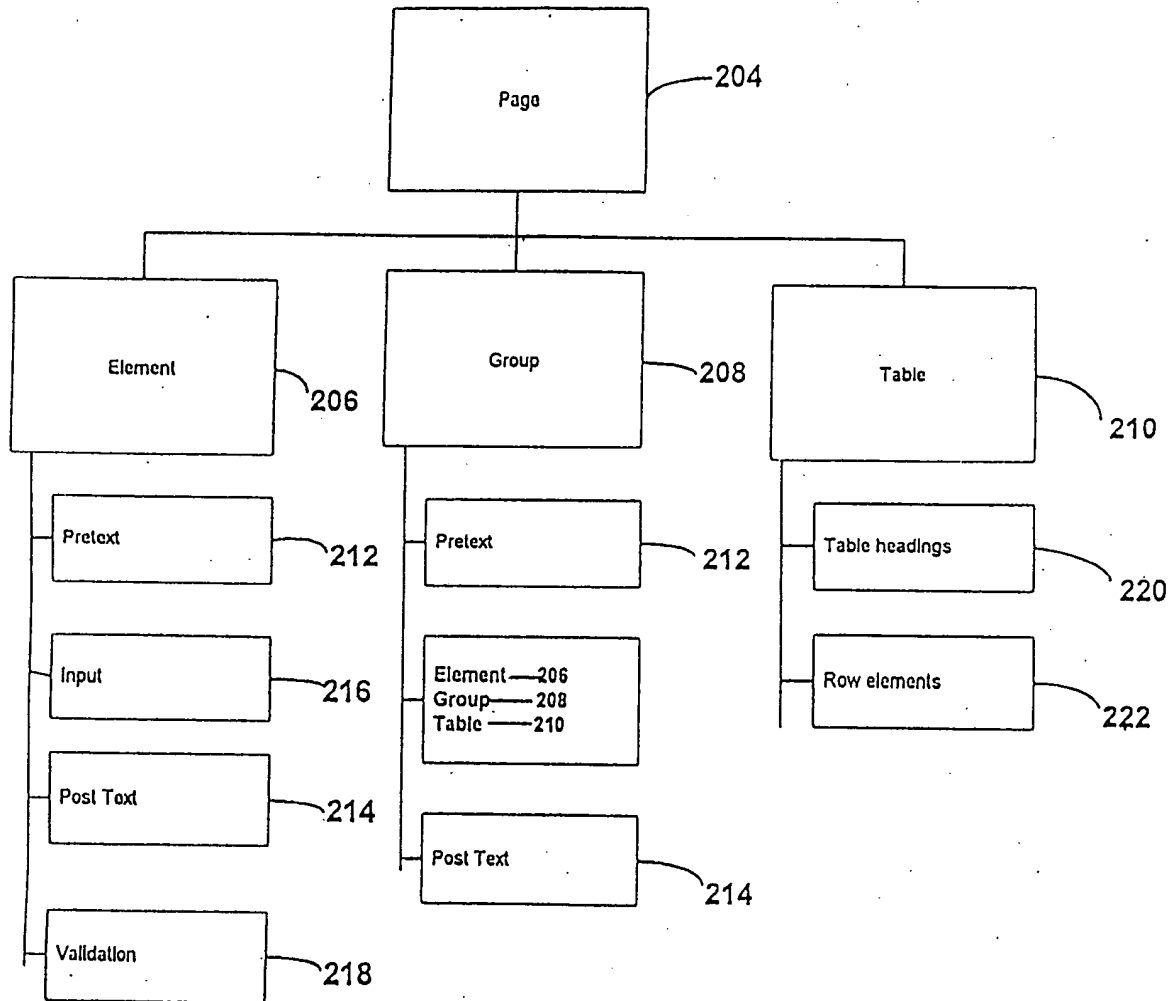 Page
204
Element
206
Group
208
Table
210
Pretext
212
Input
216
Post Text
214
Validation
218
Pretext
212
Element 206
Group 208
Table 210
Post Text
214
Table headings
220
Row elements
222